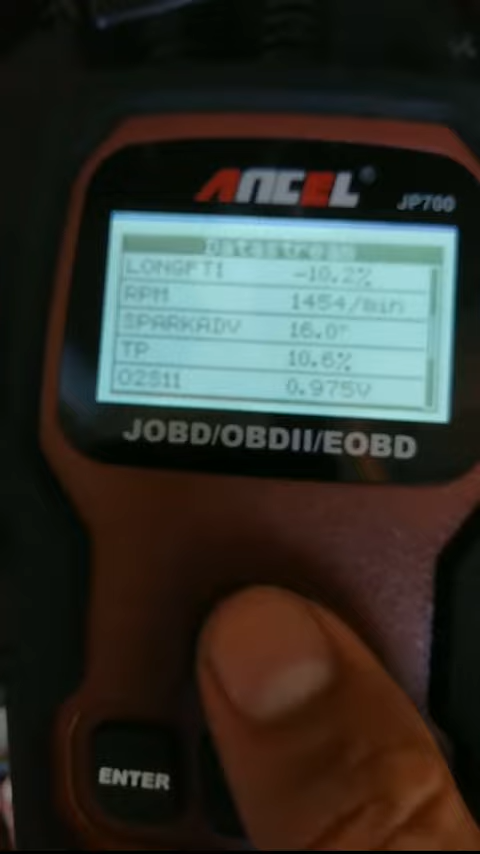 ANCEL®
JP700
Datastream
LONGFT1 -10.2%
RPM 1454/min
SPARKADV 16.0°
TP 10.6%
O2S11 0.975V
JOBD/OBDII/EOBD
ENTER